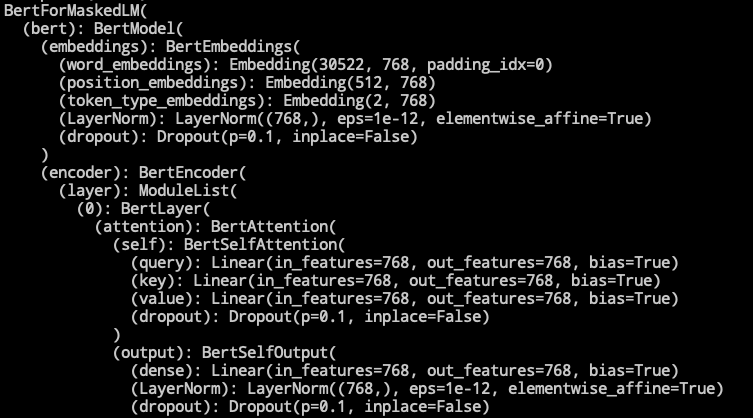 BertForMaskedLM(
  (bert): BertModel(
    (embeddings): BertEmbeddings(
      (word_embeddings): Embedding(30522, 768, padding_idx=0)
      (position_embeddings): Embedding(512, 768)
      (token_type_embeddings): Embedding(2, 768)
      (LayerNorm): LayerNorm((768,), eps=1e-12, elementwise_affine=True)
      (dropout): Dropout(p=0.1, inplace=False)
    )
    (encoder): BertEncoder(
      (layer): ModuleList(
        (0): BertLayer(
          (attention): BertAttention(
            (self): BertSelfAttention(
              (query): Linear(in_features=768, out_features=768, bias=True)
              (key): Linear(in_features=768, out_features=768, bias=True)
              (value): Linear(in_features=768, out_features=768, bias=True)
              (dropout): Dropout(p=0.1, inplace=False)
            )
            (output): BertSelfOutput(
              (dense): Linear(in_features=768, out_features=768, bias=True)
              (LayerNorm): LayerNorm((768,), eps=1e-12, elementwise_affine=True)
              (dropout): Dropout(p=0.1, inplace=False)